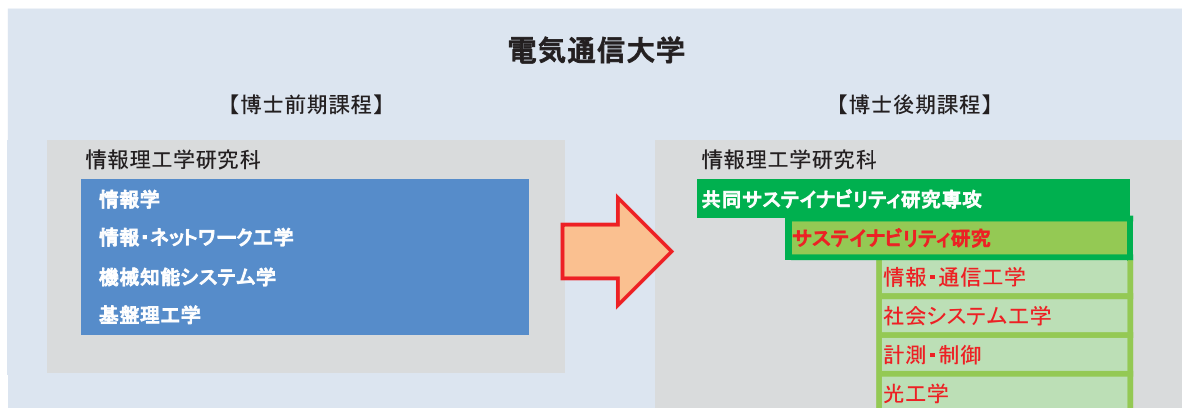 電気通信大学
【博士前期課程】
情報理工学研究科
情報学
情報・ネットワーク工学
機械知能システム学
基盤理工学
【博士後期課程】
情報理工学研究科
共同サステイナビリティ研究専攻
サステイナビリティ研究
情報・通信工学
社会システム工学
計測・制御
光工学